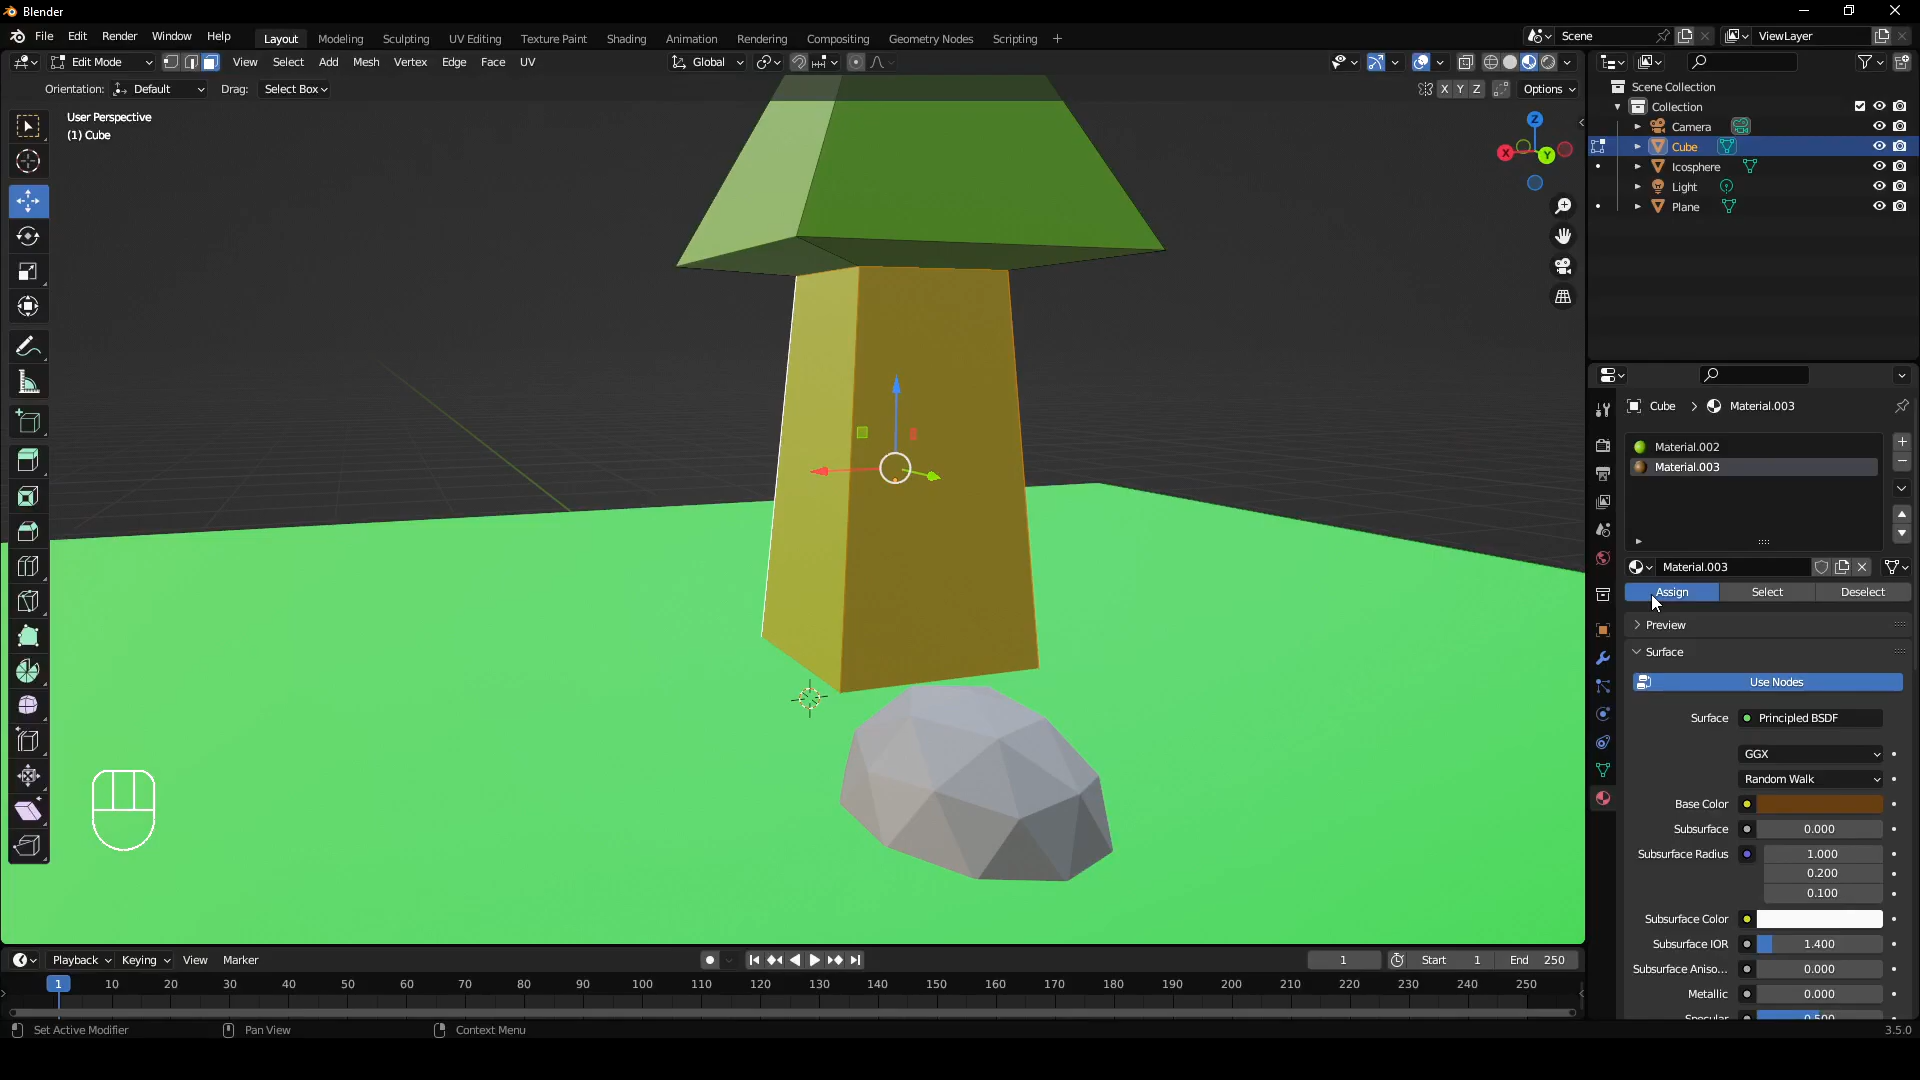 Blender
File Edit Render Window Help
Layout Modeling Sculpting UV Editing Texture Paint Shading Animation Rendering Compositing Geometry Nodes Scripting +
Scene
ViewLayer
Edit Mode View Select Add Mesh Vertex Edge Face UV
Global
Orientation: Default Drag: Select Box
X Y Z Options
User Perspective
(1) Cube
Z
X
Y
Scene Collection
Collection
Camera
Cube
Icosphere
Light
Plane
Cube > Material.003
Material.002
Material.003
Material.003
Assign Select Deselect
Preview
Surface
Use Nodes
Surface Principled BSDF
GGX
Random Walk
Base Color
Subsurface 0.000
Subsurface Radius 1.000
0.200
0.100
Subsurface Color
Subsurface IOR 1.400
Subsurface Aniso... 0.000
Metallic 0.000
Specular 0.500
Playback Keying View Marker
1 Start 1 End 250
1 10 20 30 40 50 60 70 80 90 100 110 120 130 140 150 160 170 180 190 200 210 220 230 240 250
Set Active Modifier Pan View Context Menu
3.5.0